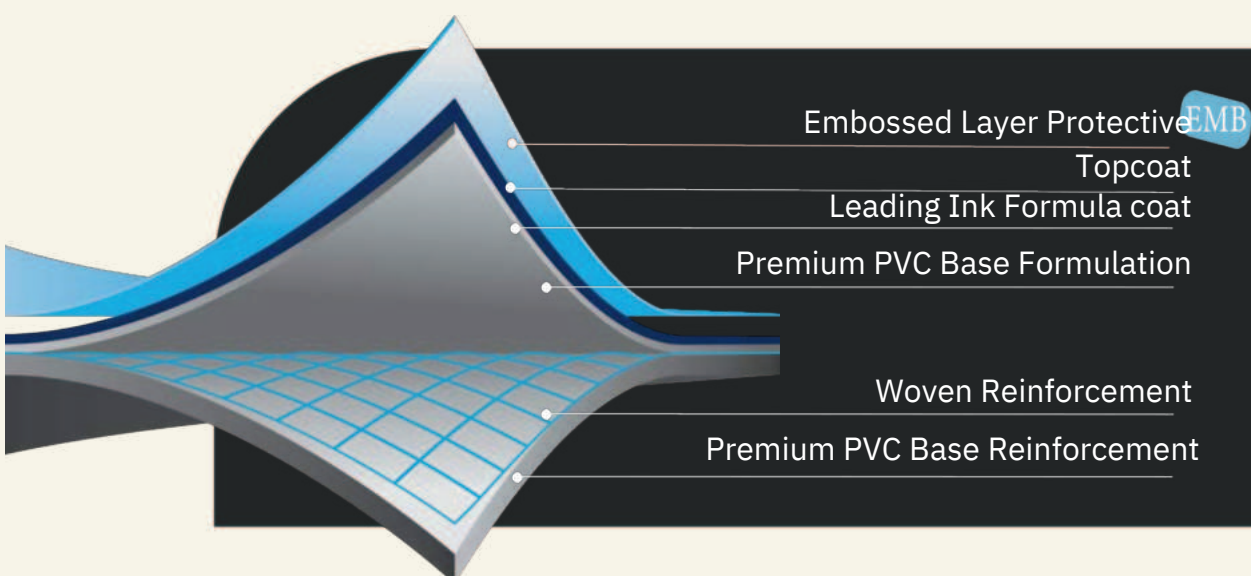 Embossed Layer Protective
EMB
Topcoat
Leading Ink Formula coat
Premium PVC Base Formulation
Woven Reinforcement
Premium PVC Base Reinforcement